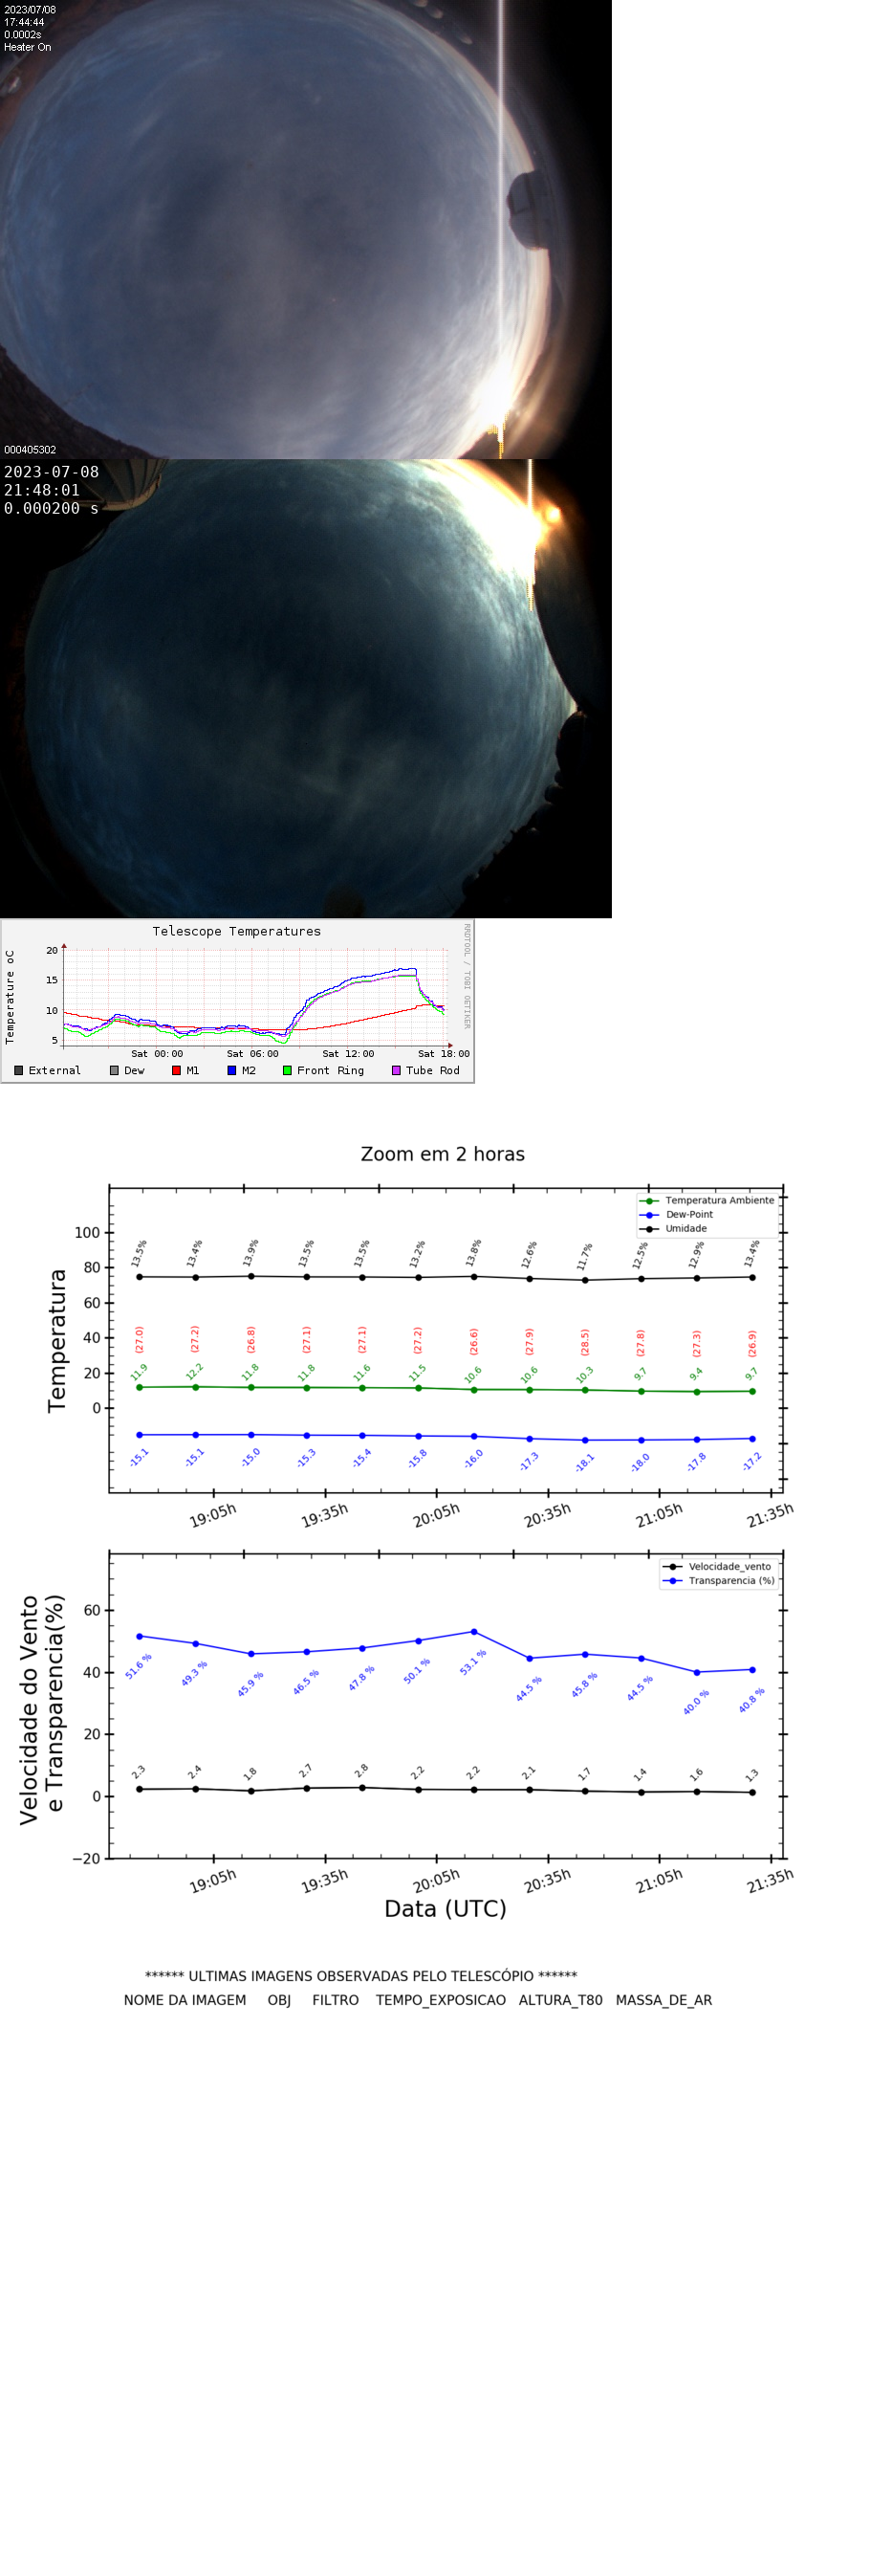 2023/07/08
17:44:44
0.0002s
Heater On
000405302
2023-07-08
21:48:01
0.000200 s
Telescope Temperatures
RRDTOOL / TOBI OETIKER
Temperature oC
20
15
10
5
Sat 00:00 Sat 06:00 Sat 12:00 Sat 18:00
External Dew M1 M2 Front Ring Tube Rod
Zoom em 2 horas
Temperatura Ambiente
Dew-Point
Umidade
Temperatura
100
80
60
40
20
0
13.5% 13.4% 13.9% 13.5% 13.5% 13.2% 13.8% 12.6% 11.7% 12.5% 12.9% 13.4%
(27.0) (27.2) (26.8) (27.1) (27.1) (27.2) (26.6) (27.9) (28.5) (27.8) (27.3) (26.9)
11.9 12.2 11.8 11.8 11.6 11.5 10.6 10.6 10.3 9.7 9.4 9.7
-15.1 -15.1 -15.0 -15.3 -15.4 -15.8 -16.0 -17.3 -18.1 -18.0 -17.8 -17.2
19:05h 19:35h 20:05h 20:35h 21:05h 21:35h
Velocidade_vento
Transparencia (%)
Velocidade do Vento
e Transparencia(%)
60
40
20
0
−20
51.6 % 49.3 % 45.9 % 46.5 % 47.8 % 50.1 % 53.1 % 44.5 % 45.8 % 44.5 % 40.0 % 40.8 %
2.3 2.4 1.8 2.7 2.8 2.2 2.2 2.1 1.7 1.4 1.6 1.3
19:05h 19:35h 20:05h 20:35h 21:05h 21:35h
Data (UTC)
****** ULTIMAS IMAGENS OBSERVADAS PELO TELESCÓPIO ******
NOME DA IMAGEM OBJ FILTRO TEMPO_EXPOSICAO ALTURA_T80 MASSA_DE_AR